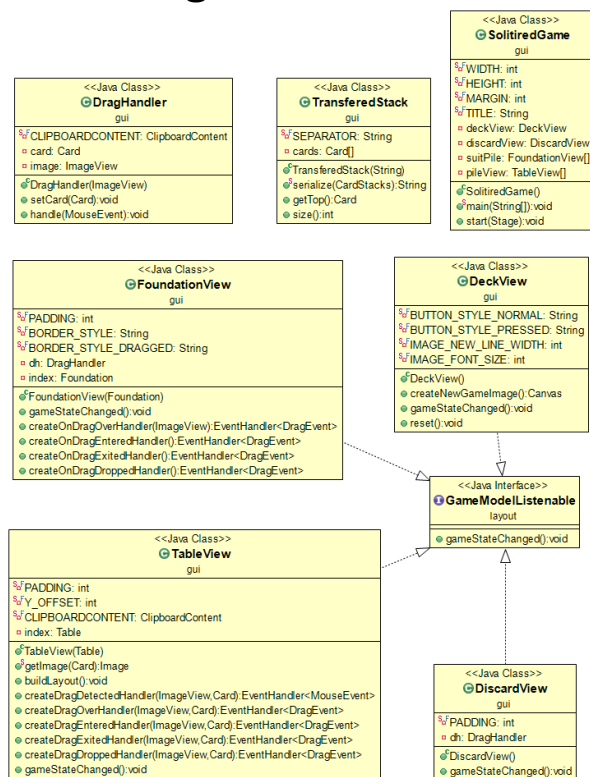 <<Java Class>>
SolitiredGame
gui
WIDTH: int
HEIGHT: int
MARGIN: int
TITLE: String
deckView: DeckView
discardView: DiscardView
suitPile: FoundationView[]
pileView: TableView[]
SolitiredGame()
main(String[]):void
start(Stage):void
<<Java Class>>
DragHandler
gui
CLIPBOARDCONTENT: ClipboardContent
card: Card
image: ImageView
DragHandler(ImageView)
setCard(Card):void
handle(MouseEvent):void
<<Java Class>>
TransferedStack
gui
SEPARATOR: String
cards: Card[]
TransferedStack(String)
serialize(CardStacks):String
getTop():Card
size():int
<<Java Class>>
FoundationView
gui
PADDING: int
BORDER_STYLE: String
BORDER_STYLE_DRAGGED: String
dh: DragHandler
index: Foundation
FoundationView(Foundation)
gameStateChanged():void
createOnDragOverHandler(ImageView):EventHandler<DragEvent>
createOnDragEnteredHandler():EventHandler<DragEvent>
createOnDragExitedHandler():EventHandler<DragEvent>
createOnDragDroppedHandler():EventHandler<DragEvent>
<<Java Class>>
DeckView
gui
BUTTON_STYLE_NORMAL: String
BUTTON_STYLE_PRESSED: String
IMAGE_NEW_LINE_WIDTH: int
IMAGE_FONT_SIZE: int
DeckView()
createNewGameImage():Canvas
gameStateChanged():void
reset():void
<<Java Interface>>
GameModelListenable
layout
gameStateChanged():void
<<Java Class>>
TableView
gui
PADDING: int
Y_OFFSET: int
CLIPBOARDCONTENT: ClipboardContent
index: Table
TableView(Table)
getImage(Card):Image
buildLayout():void
createDragDetectedHandler(ImageView,Card):EventHandler<MouseEvent>
createDragOverHandler(ImageView,Card):EventHandler<DragEvent>
createDragEnteredHandler(ImageView,Card):EventHandler<DragEvent>
createDragExitedHandler(ImageView,Card):EventHandler<DragEvent>
createDragDroppedHandler(ImageView,Card):EventHandler<DragEvent>
gameStateChanged():void
<<Java Class>>
DiscardView
gui
PADDING: int
dh: DragHandler
DiscardView()
gameStateChanged():void